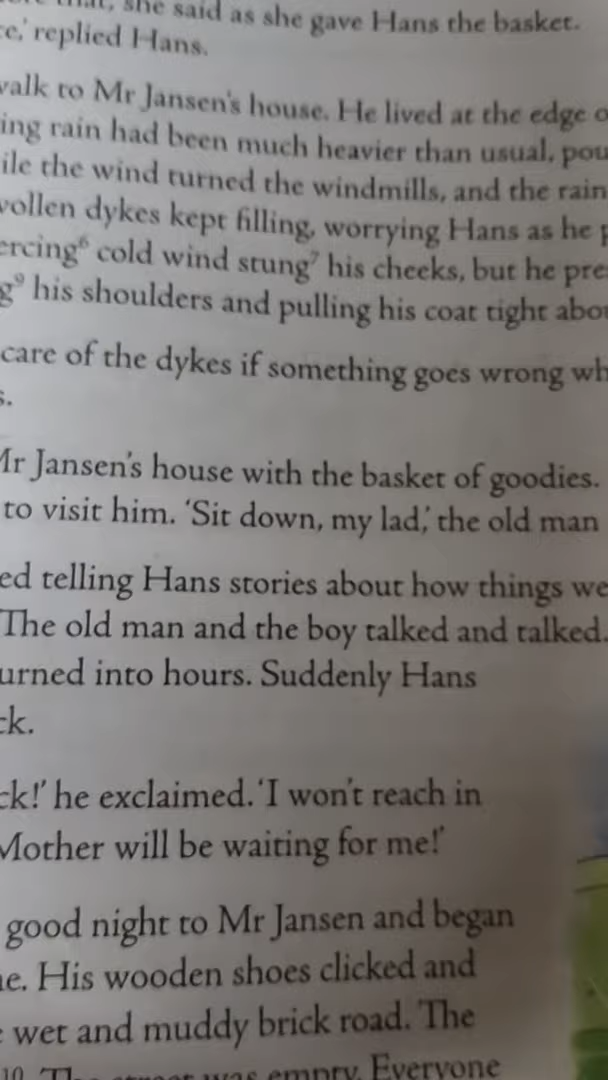 she said as she gave Hans the basket.
replied Hans.
walk to Mr Jansen's house. He lived at the edge
ing rain had been much heavier than usual, pou
ile the wind turned the windmills, and the rain
vollen dykes kept filling, worrying Hans as he p
ercing⁶ cold wind stung⁷ his cheeks, but he pre
g⁹ his shoulders and pulling his coat tight abo
care of the dykes if something goes wrong wh
s.
Mr Jansen's house with the basket of goodies.
to visit him. 'Sit down, my lad,' the old man
ed telling Hans stories about how things we
The old man and the boy talked and talked.
urned into hours. Suddenly Hans
ck.
ck!' he exclaimed. 'I won't reach in
Mother will be waiting for me!'
good night to Mr Jansen and began
e. His wooden shoes clicked and
wet and muddy brick road. The
10 The street was empty. Everyone